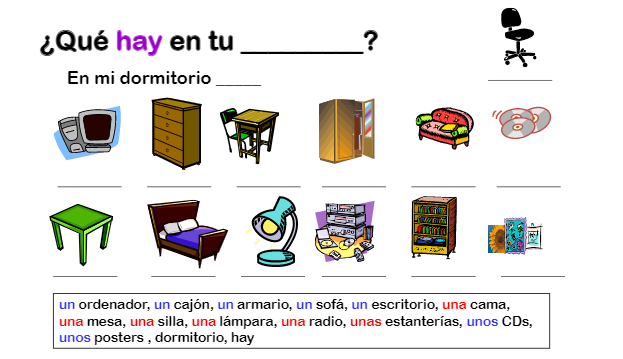 ¿Qué hay en tu __________?
En mi dormitorio _____
un ordenador, un cajón, un armario, un sofá, un escritorio, una cama,
una mesa, una silla, una lámpara, una radio, unas estanterías, unos CDs,
unos posters , dormitorio, hay